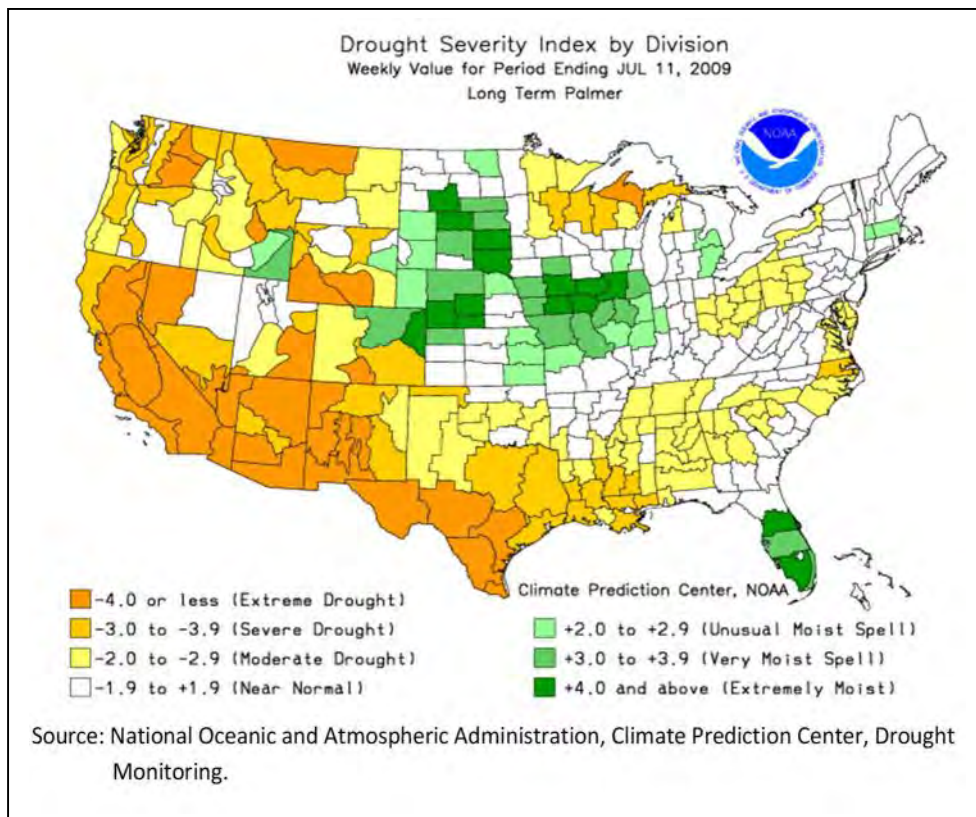 Drought Severity Index by Division
Weekly Value for Period Ending JUL 11, 2009
Long Term Palmer
NOAA
Climate Prediction Center, NOAA
-4.0 or less (Extreme Drought)
-3.0 to -3.9 (Severe Drought)
-2.0 to -2.9 (Moderate Drought)
-1.9 to +1.9 (Near Normal)
+2.0 to +2.9 (Unusual Moist Spell)
+3.0 to +3.9 (Very Moist Spell)
+4.0 and above (Extremely Moist)
Source: National Oceanic and Atmospheric Administration, Climate Prediction Center, Drought
Monitoring.